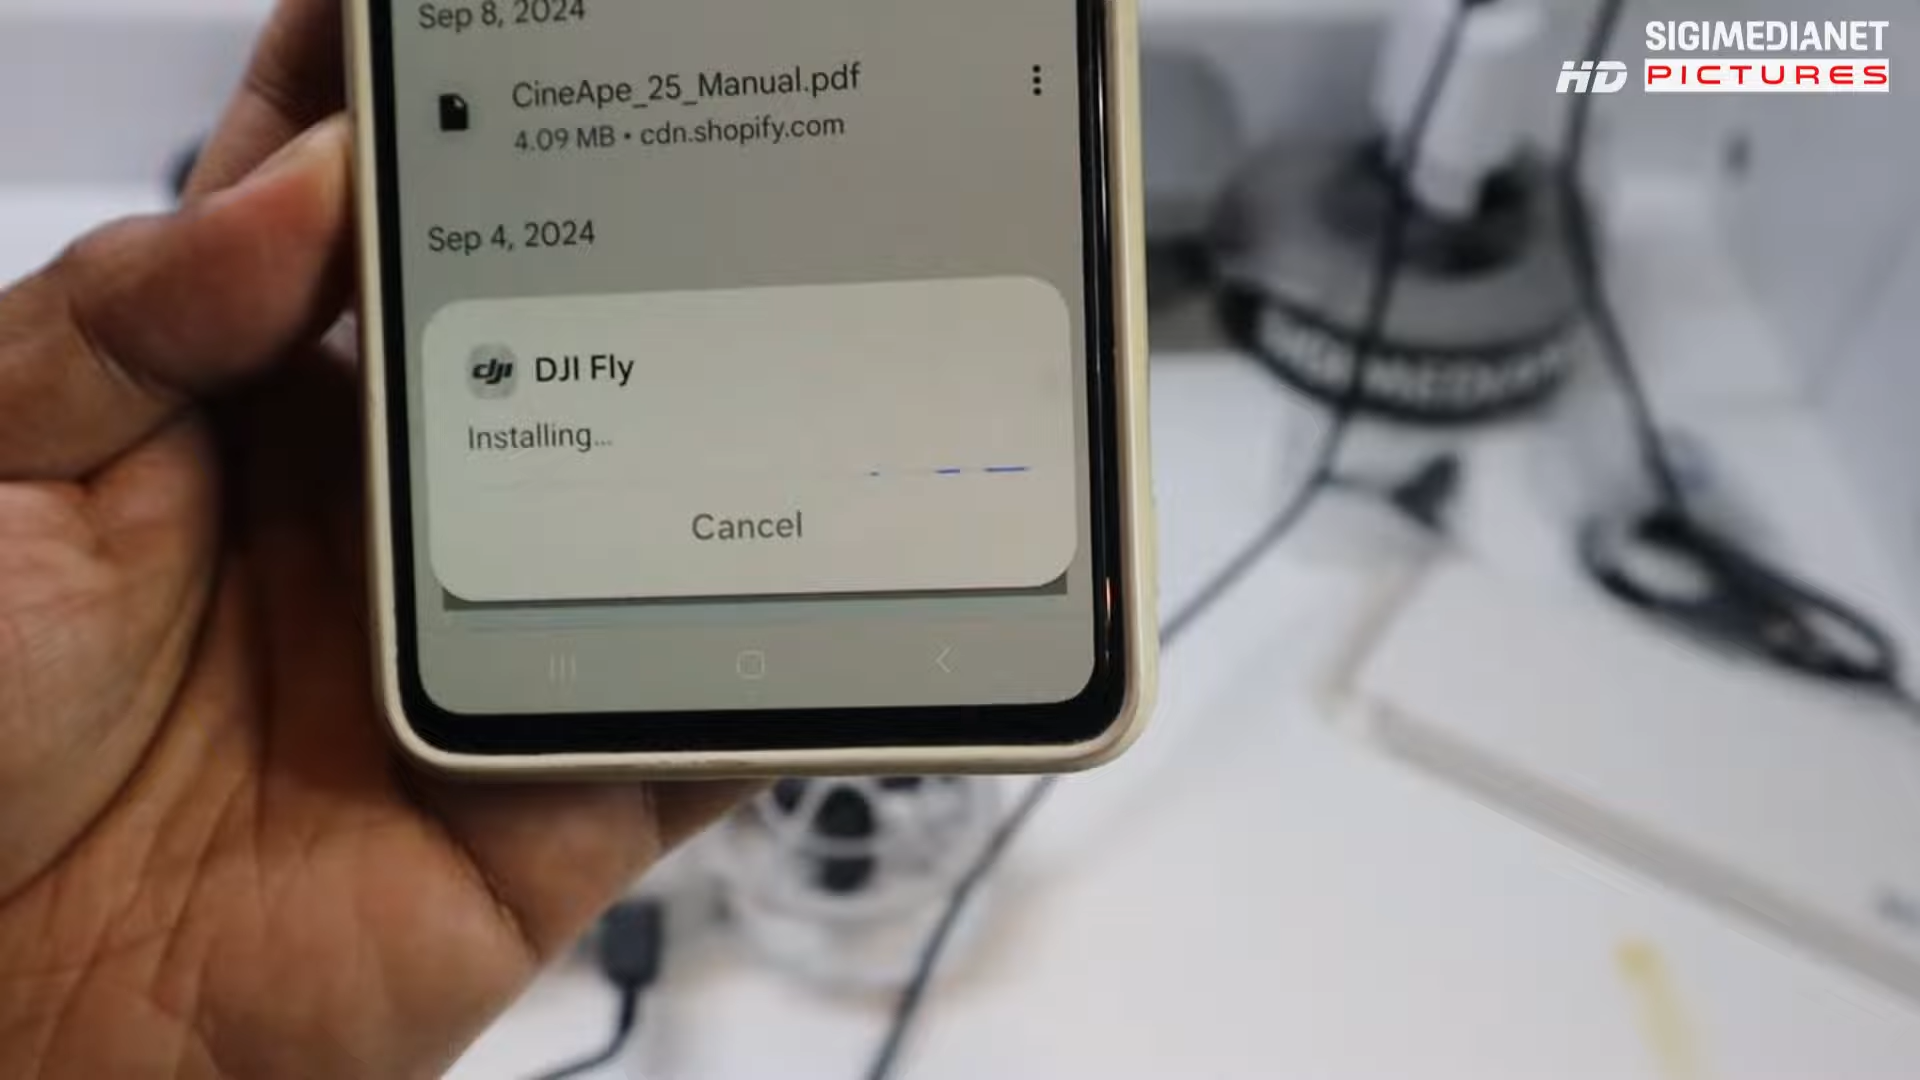 Sep 8, 2024
CineApe_25_Manual.pdf
4.09 MB • cdn.shopify.com
Sep 4, 2024
dji DJI Fly
Installing...
Cancel
SIGIMEDIANET
HD PICTURES